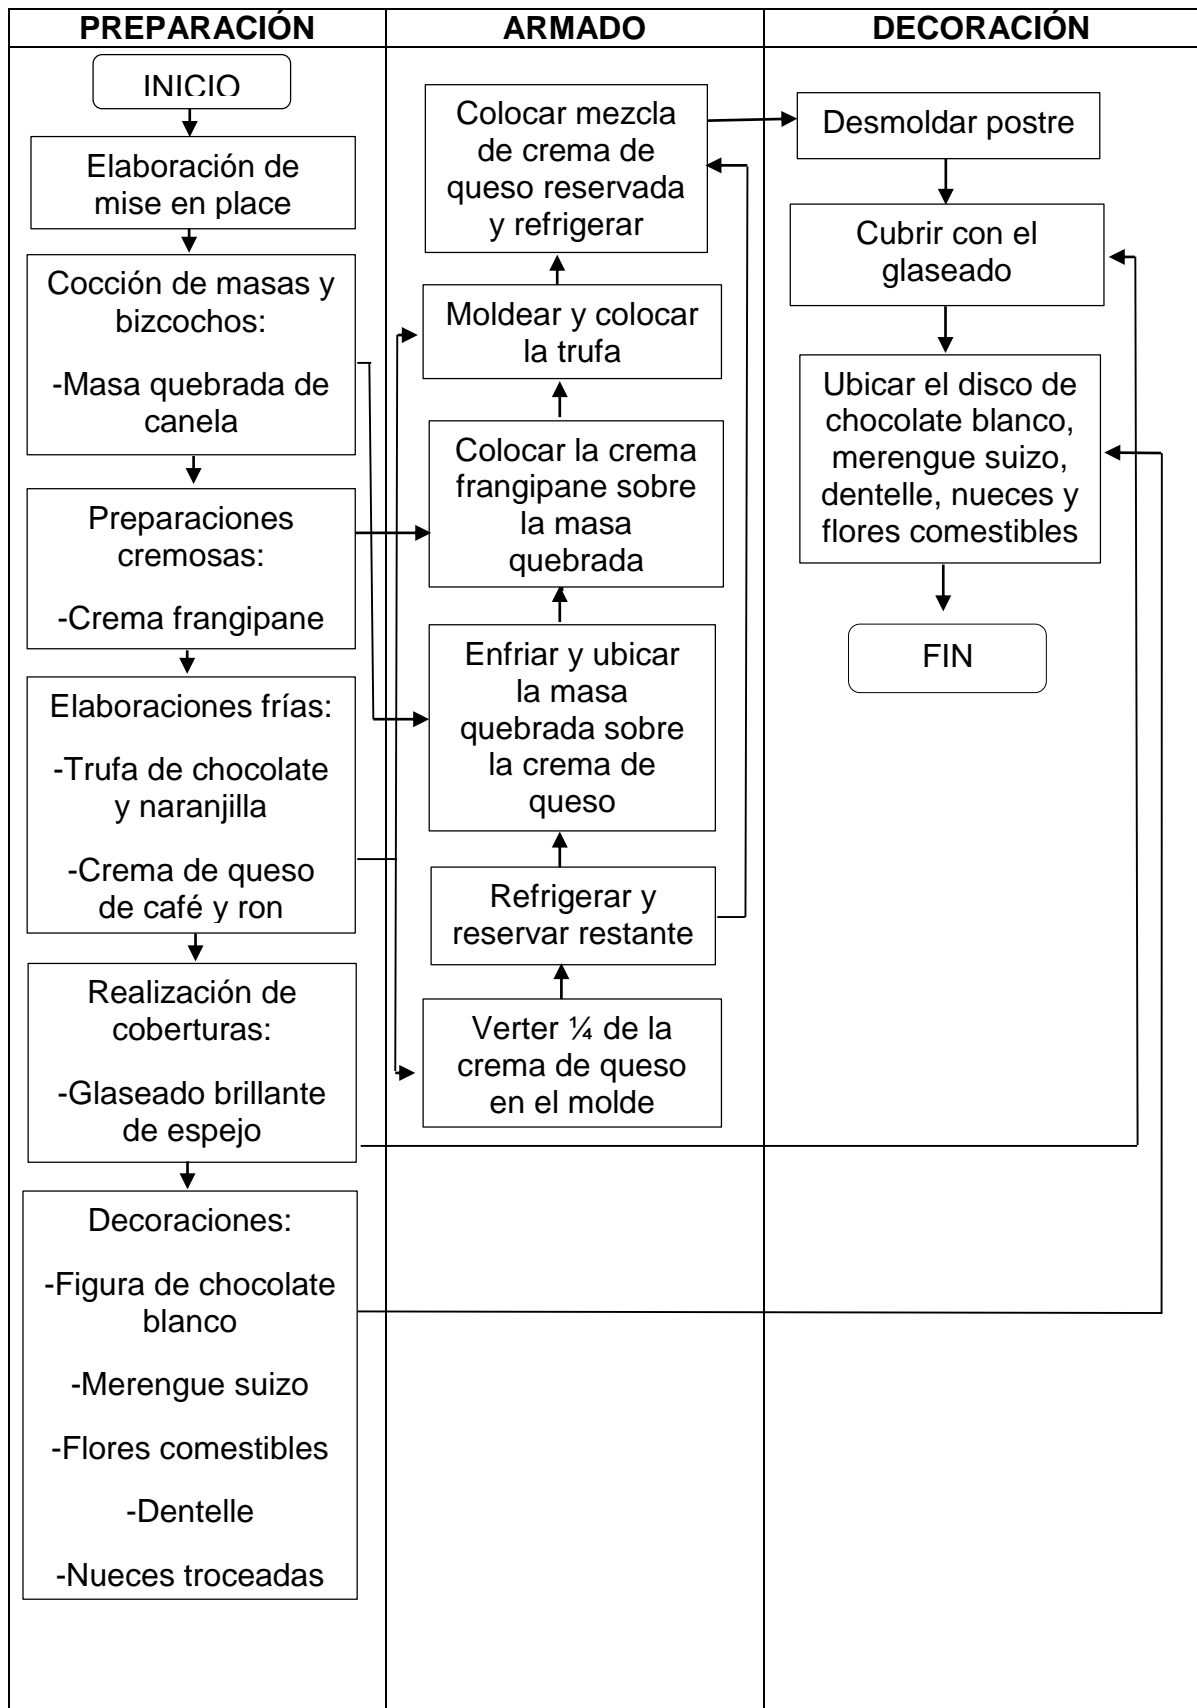 PREPARACIÓN
ARMADO
DECORACIÓN
INICIO
Elaboración de
mise en place
Cocción de masas y
bizcochos:
-Masa quebrada de
canela
Preparaciones
cremosas:
-Crema frangipane
Elaboraciones frías:
-Trufa de chocolate
y naranjilla
-Crema de queso
de café y ron
Realización de
coberturas:
-Glaseado brillante
de espejo
Decoraciones:
-Figura de chocolate
blanco
-Merengue suizo
-Flores comestibles
-Dentelle
-Nueces troceadas
Colocar mezcla
de crema de
queso reservada
y refrigerar
Moldear y colocar
la trufa
Colocar la crema
frangipane sobre
la masa
quebrada
Enfriar y ubicar
la masa
quebrada sobre
la crema de
queso
Refrigerar y
reservar restante
Verter ¼ de la
crema de queso
en el molde
Desmoldar postre
Cubrir con el
glaseado
Ubicar el disco de
chocolate blanco,
merengue suizo,
dentelle, nueces y
flores comestibles
FIN